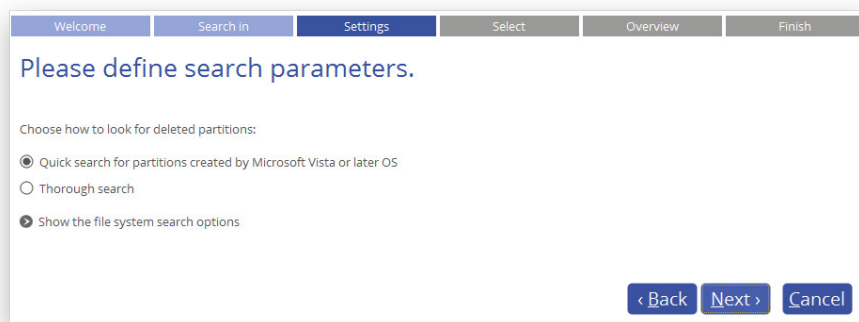 Welcome Search in Settings Select Overview Finish
Please define search parameters.
Choose how to look for deleted partitions:
Quick search for partitions created by Microsoft Vista or later OS
Thorough search
Show the file system search options
‹ Back Next › Cancel